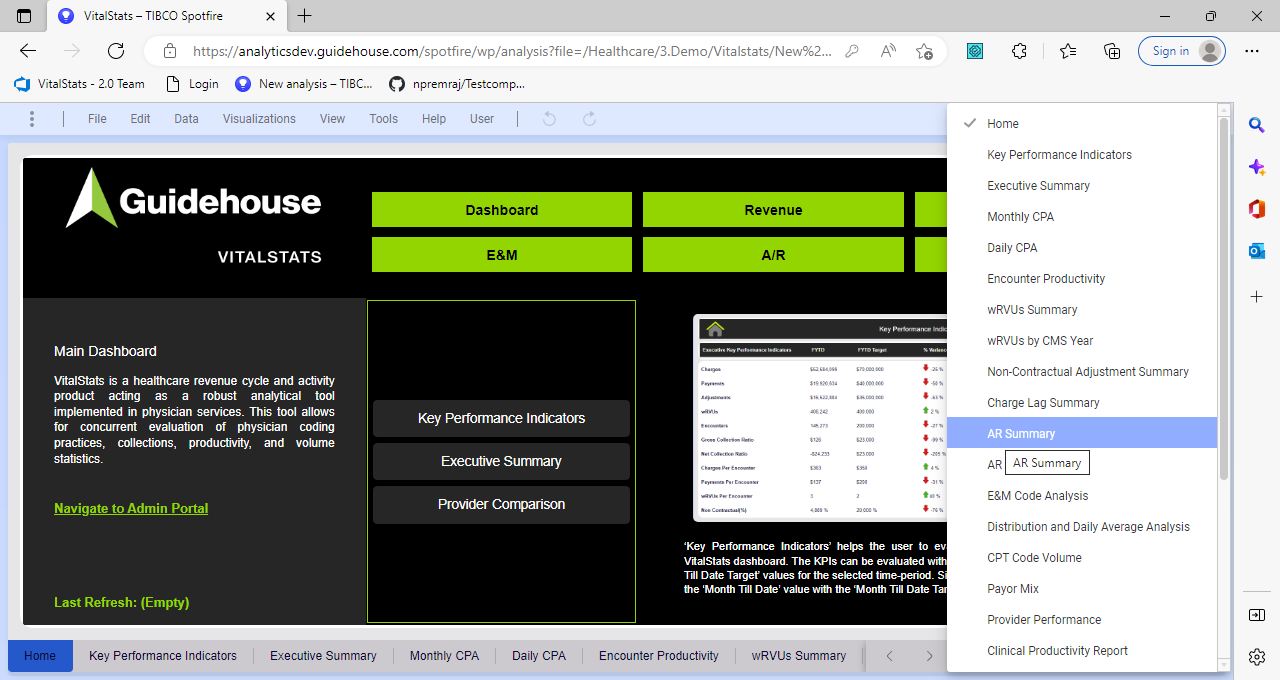 VitalStats – TIBCO Spotfire
https://analyticsdev.guidehouse.com/spotfire/wp/analysis?file=/Healthcare/3.Demo/Vitalstats/New%2...
Sign in
VitalStats - 2.0 Team
Login
New analysis – TIBC...
npremraj/Testcomp...
File Edit Data Visualizations View Tools Help User
Guidehouse
VITALSTATS
Dashboard
Revenue
E&M
A/R
Main Dashboard
VitalStats is a healthcare revenue cycle and activity
product acting as a robust analytical tool
implemented in physician services. This tool allows
for concurrent evaluation of physician coding
practices, collections, productivity, and volume
statistics.
Navigate to Admin Portal
Last Refresh: (Empty)
Key Performance Indicators
Executive Summary
Provider Comparison
Key Performance Indic
Executive Key Performance Indicators FYTD FYTD Target % Varianc
Charges $52,604,099 $70,000,000 -25 %
Payments $19,920,634 $40,000,000 -50 %
Adjustments $16,622,884 $36,000,000 -53 %
wRVUs 405,242 400,000 2 %
Encounters 145,273 200,000 -27 %
Gross Collection Ratio $126 $23,000 -99 %
Net Collection Ratio -$24,233 $23,000 -205 %
Charges Per Encounter $363 $350 4 %
Payments Per Encounter $137 $200 -31 %
wRVUs Per Encounter 3 2
Non Contractual(%) 4,889 % 20,000 % -76 %
‘Key Performance Indicators’ helps the user to ev
VitalStats dashboard. The KPIs can be evaluated with
Till Date Target’ values for the selected time-period. Si
the ‘Month Till Date’ value with the ‘Month Till Date Tar
Home
Key Performance Indicators
Executive Summary
Monthly CPA
Daily CPA
Encounter Productivity
wRVUs Summary
wRVUs by CMS Year
Non-Contractual Adjustment Summary
Charge Lag Summary
AR Summary
AR
AR Summary
E&M Code Analysis
Distribution and Daily Average Analysis
CPT Code Volume
Payor Mix
Provider Performance
Clinical Productivity Report
Home
Key Performance Indicators
Executive Summary
Monthly CPA
Daily CPA
Encounter Productivity
wRVUs Summary